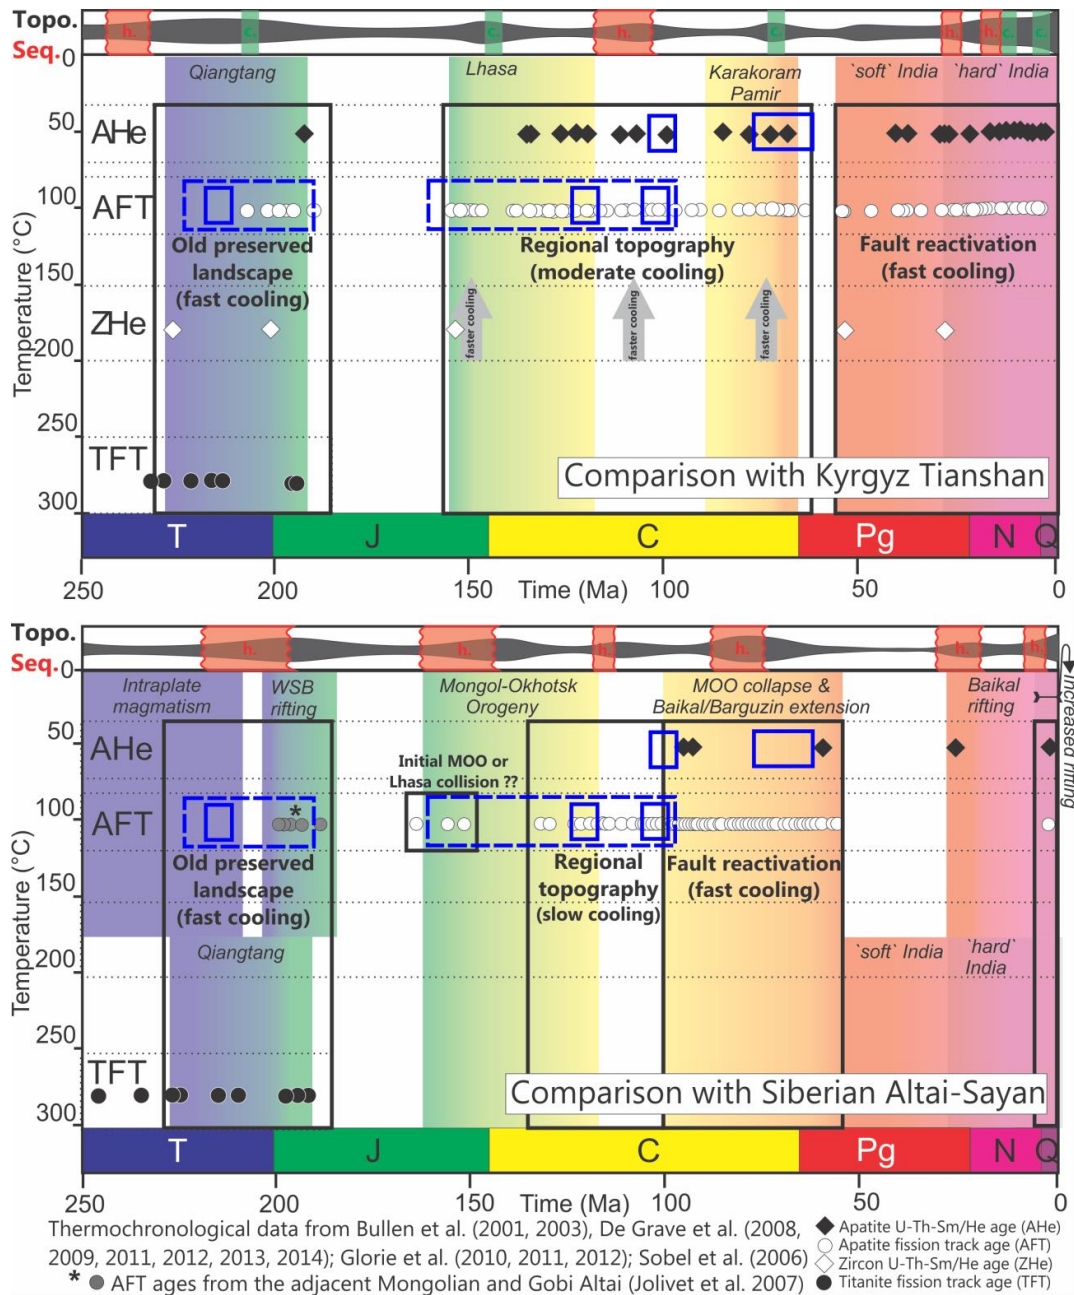 Topo.
Seq.
h.
c.
c.
h.
c.
h.
h.
c.
c.
Qiangtang
Lhasa
Karakoram
Pamir
`soft` India
`hard` India
0
50
100
150
200
250
300
Temperature (°C)
AHe
AFT
ZHe
TFT
Old preserved
landscape
(fast cooling)
Regional topography
(moderate cooling)
Fault reactivation
(fast cooling)
faster cooling
faster cooling
faster cooling
Comparison with Kyrgyz Tianshan
T
J
C
Pg
N
Q
250
200
150
Time (Ma)
100
50
0
Topo.
Seq.
h.
h.
h.
h.
h.
h.
Increased rifting
Intraplate
magmatism
WSB
rifting
Mongol-Okhotsk
Orogeny
MOO collapse &
Baikal/Barguzin extension
Baikal
rifting
0
50
100
150
200
250
300
Temperature (°C)
AHe
AFT
TFT
Initial MOO or
Lhasa collision ??
*
Old preserved
landscape
(fast cooling)
Regional
topography
(slow cooling)
Fault reactivation
(fast cooling)
Qiangtang
`soft` India
`hard`
India
Comparison with Siberian Altai-Sayan
T
J
C
Pg
N
Q
250
200
150
Time (Ma)
100
50
0
Thermochronological data from Bullen et al. (2001, 2003), De Grave et al. (2008,
2009, 2011, 2012, 2013, 2014); Glorie et al. (2010, 2011, 2012); Sobel et al. (2006)
* AFT ages from the adjacent Mongolian and Gobi Altai (Jolivet et al. 2007)
Apatite U-Th-Sm/He age (AHe)
Apatite fission track age (AFT)
Zircon U-Th-Sm/He age (ZHe)
Titanite fission track age (TFT)